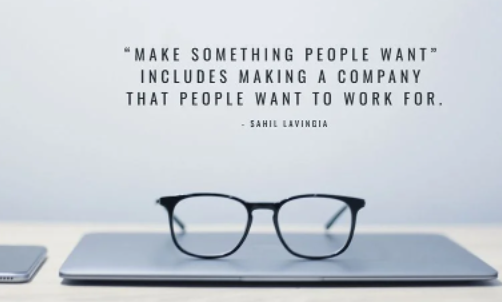 “MAKE SOMETHING PEOPLE WANT”
INCLUDES MAKING A COMPANY
THAT PEOPLE WANT TO WORK FOR.
- SAHIL LAVINGIA